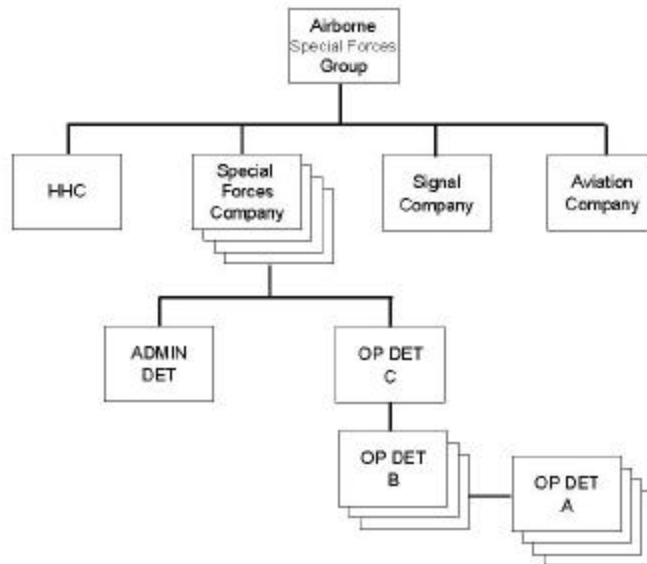 Airborne
Special Forces
Group
HHC
Special
Forces
Company
Signal
Company
Aviation
Company
ADMIN
DET
OP DET
C
OP DET
B
OP DET
A